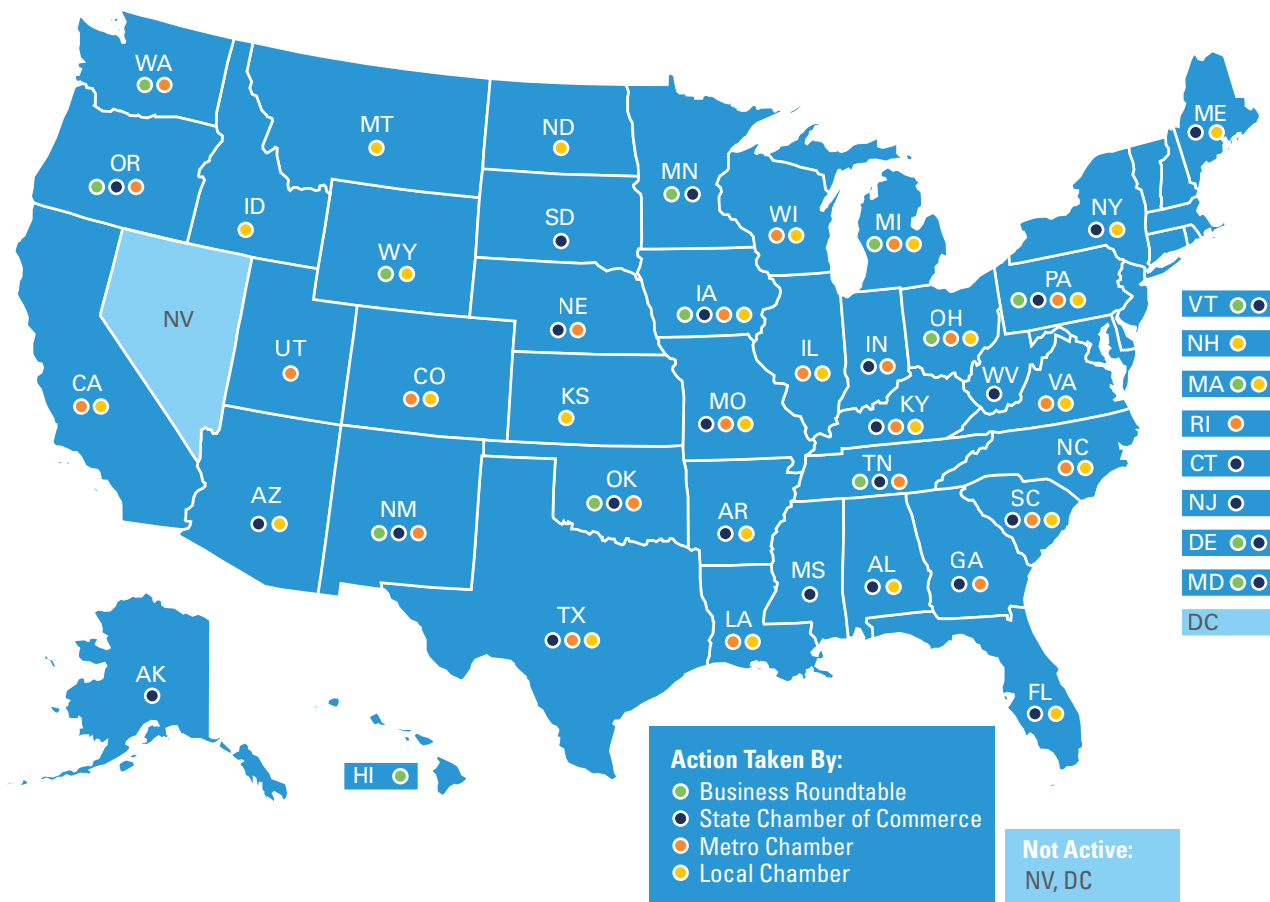 WA
MT
ND
ME
OR
MN
ID
SD
WI
MI
NY
WY
NE
IA
PA
VT
NV
OH
NH
UT
IL
IN
CO
WV
CA
KS
VA
MA
MO
KY
RI
NC
TN
CT
OK
SC
AZ
NM
AR
NJ
GA
DE
MS
AL
MD
TX
LA
DC
AK
FL
HI
Action Taken By:
Business Roundtable
State Chamber of Commerce
Metro Chamber
Local Chamber
Not Active:
NV, DC